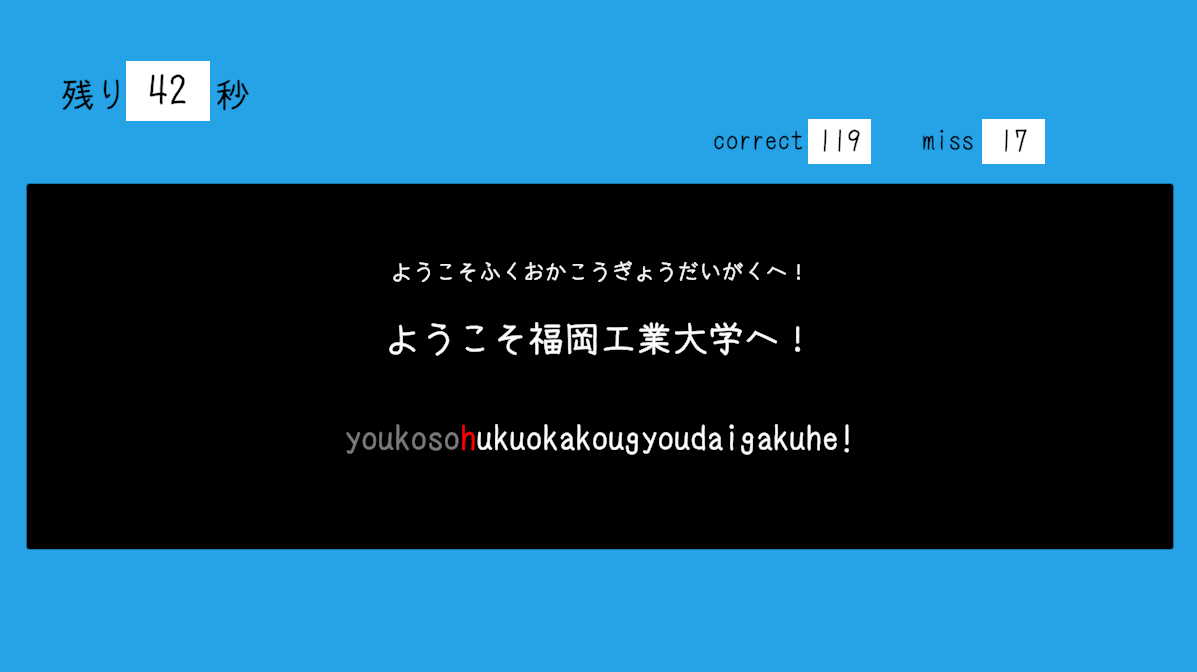 残り 42 秒
correct 119 miss 17
ようこそふくおかこうぎょうだいがくへ！
ようこそ福岡工業大学へ！
youkosohukuokakougyoudaigakuhe!